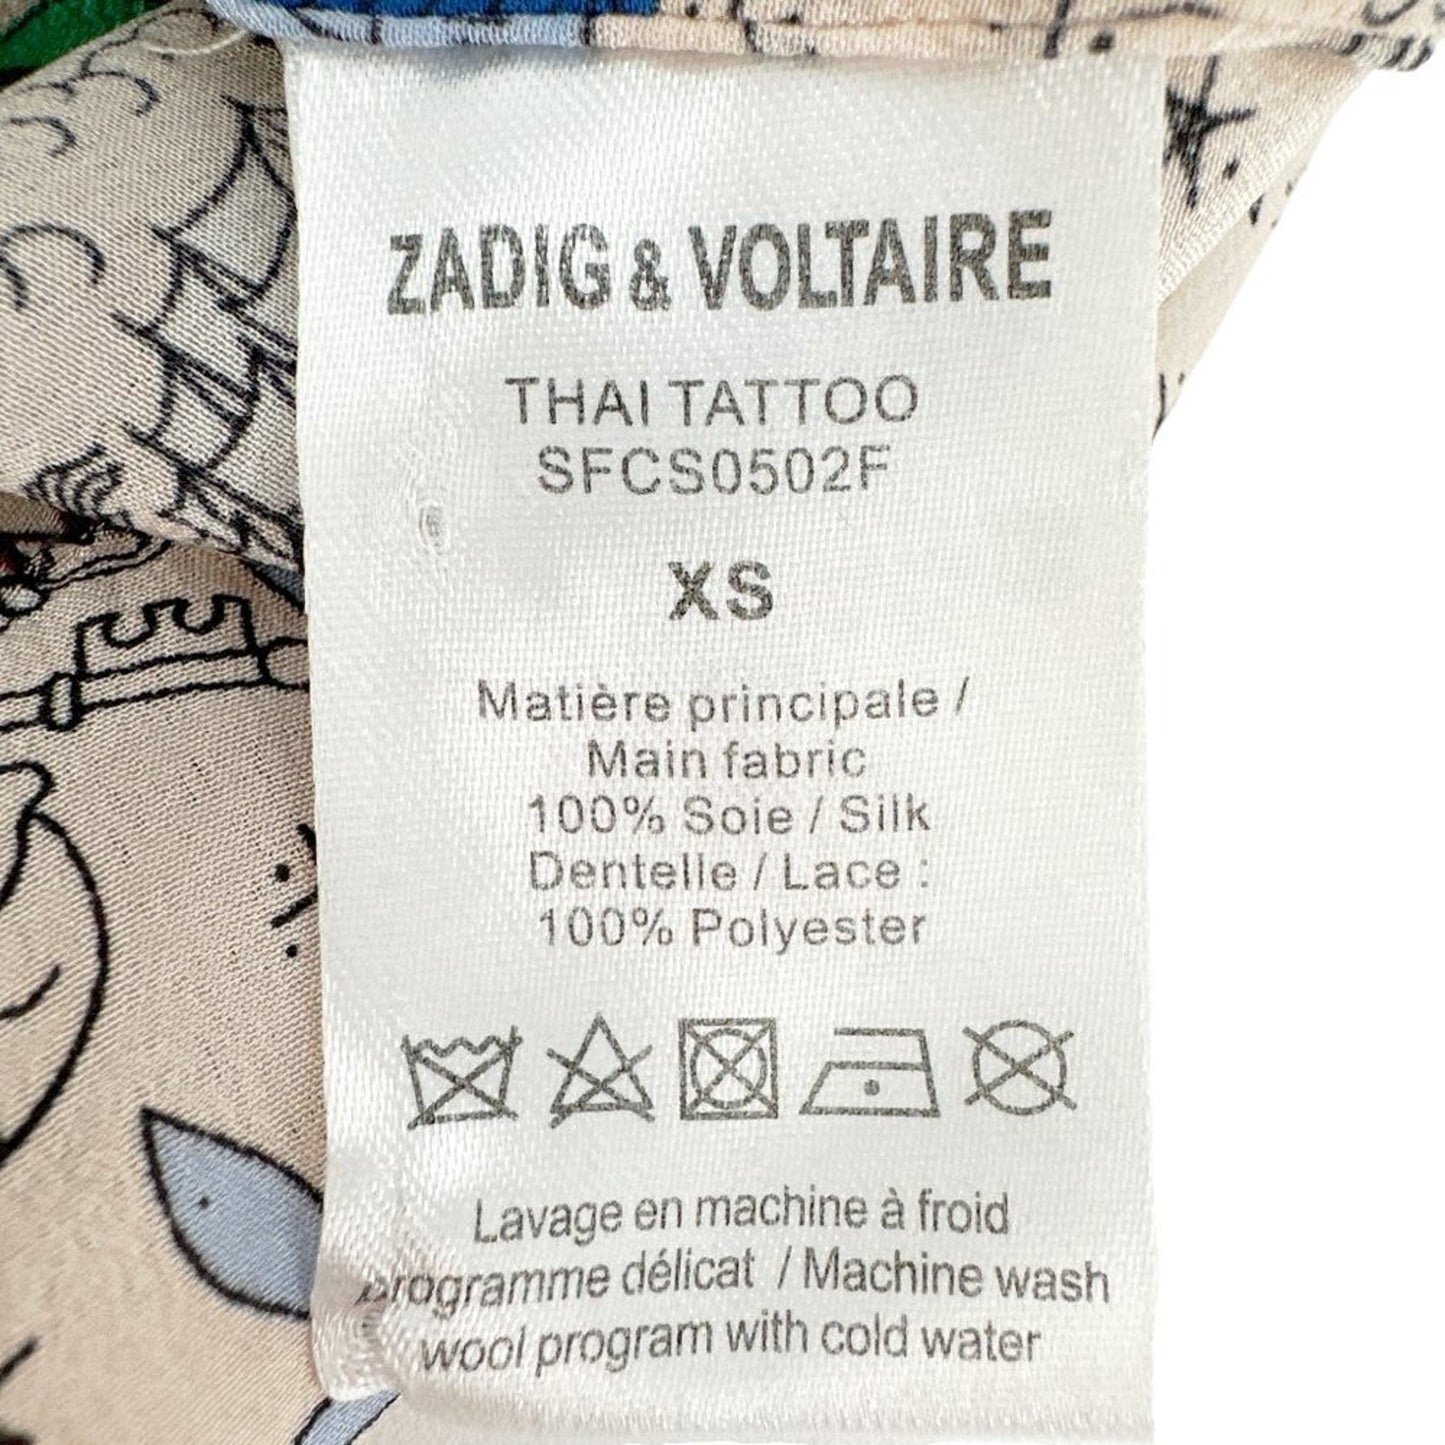 ZADIG & VOLTAIRE
THAI TATTOO
SFCS0502F
XS
Matière principale /
Main fabric
100% Soie / Silk
Dentelle / Lace :
100% Polyester
Lavage en machine à froid
programme délicat / Machine wash
wool program with cold water